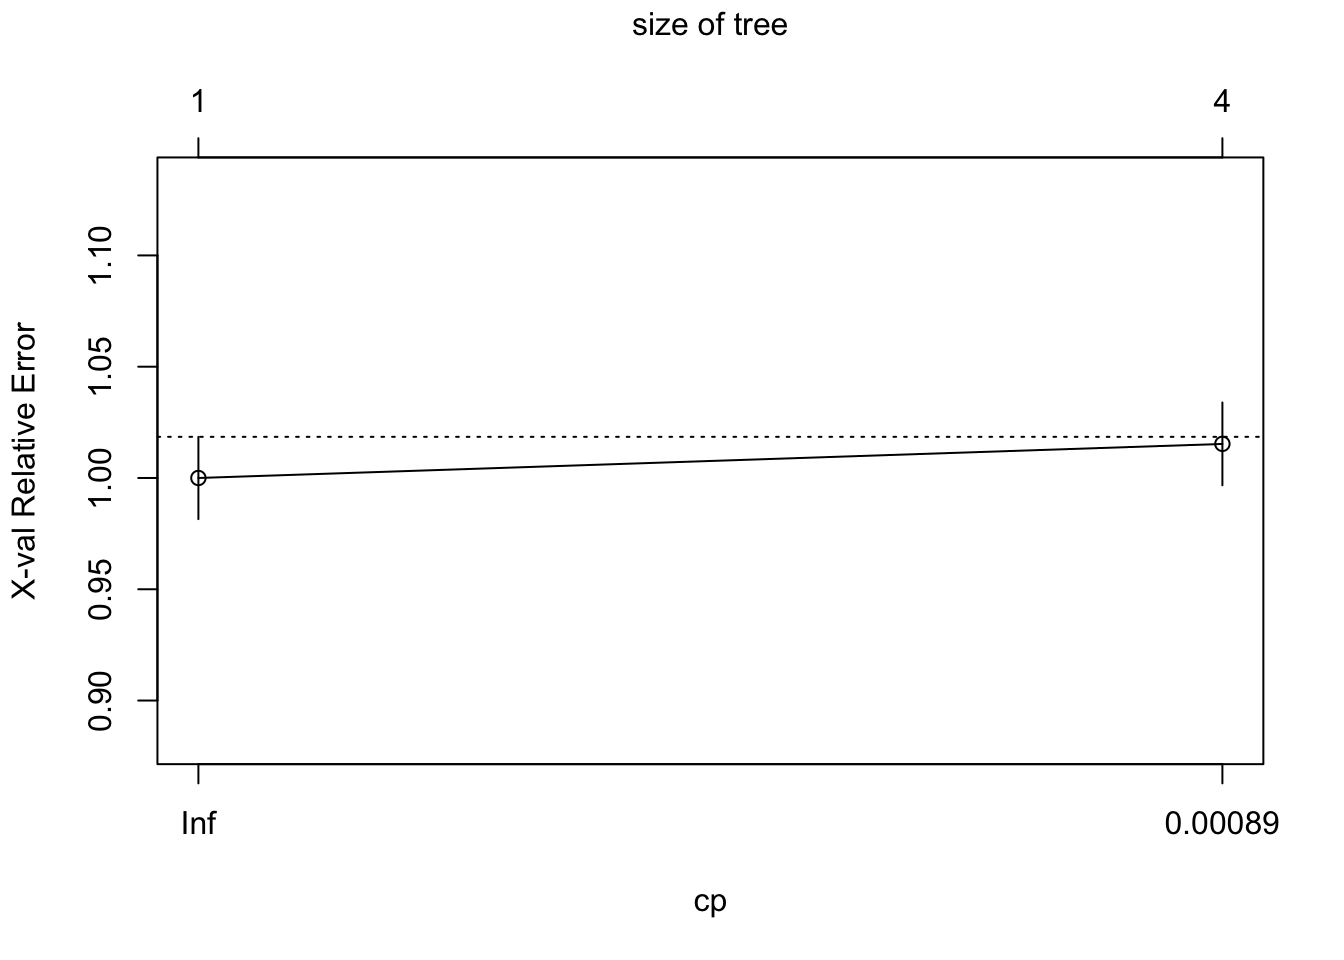 size of tree
1 4
1.10
1.05
1.00
0.95
0.90
X-val Relative Error
Inf 0.00089
cp